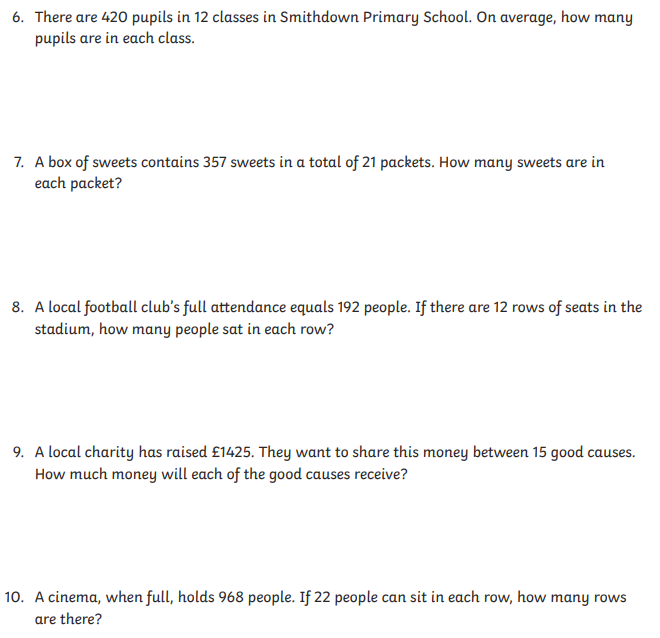 6. There are 420 pupils in 12 classes in Smithdown Primary School. On average, how many
pupils are in each class.
7. A box of sweets contains 357 sweets in a total of 21 packets. How many sweets are in
each packet?
8. A local football club's full attendance equals 192 people. If there are 12 rows of seats in the
stadium, how many people sat in each row?
9. A local charity has raised £1425. They want to share this money between 15 good causes.
How much money will each of the good causes receive?
10. A cinema, when full, holds 968 people. If 22 people can sit in each row, how many rows
are there?